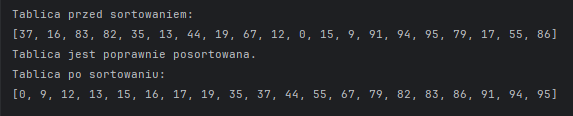 Tablica przed sortowaniem:
[37, 16, 83, 82, 35, 13, 44, 19, 67, 12, 0, 15, 9, 91, 94, 95, 79, 17, 55, 86]
Tablica jest poprawnie posortowana.
Tablica po sortowaniu:
[0, 9, 12, 13, 15, 16, 17, 19, 35, 37, 44, 55, 67, 79, 82, 83, 86, 91, 94, 95]